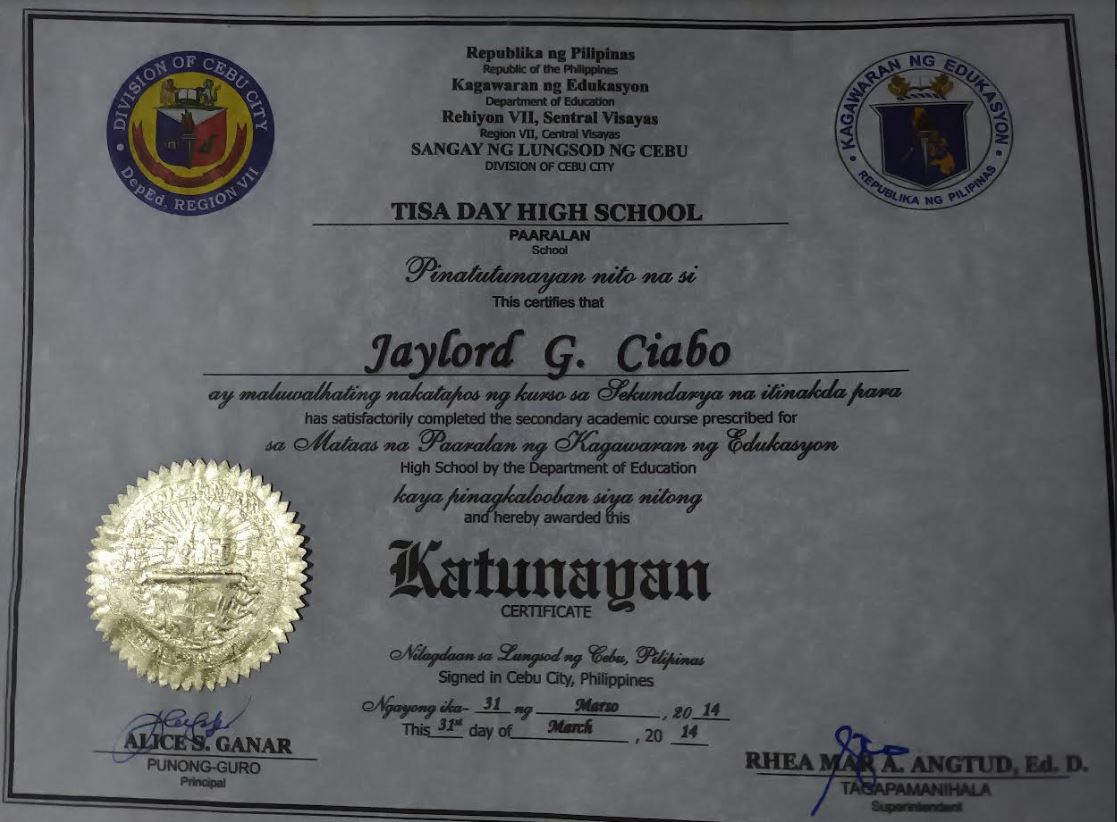 DIVISION OF CEBU CITY
DepEd, REGION VII
Republika ng Pilipinas
Republic of the Philippines
Kagawaran ng Edukasyon
Department of Education
Rehiyon VII, Sentral Visayas
Region VII, Central Visayas
SANGAY NG LUNGSOD NG CEBU
DIVISION OF CEBU CITY
KAGAWARAN NG EDUKASYON
REPUBLIKA NG PILIPINAS
TISA DAY HIGH SCHOOL
PAARALAN
School
Pinatutunayan nito na si
This certifies that
Jaylord G. Ciabo
ay maluwalhating nakatapos ng kurso sa Sekundarya na itinakda para
has satisfactorily completed the secondary academic course prescribed for
sa Mataas na Paaralan ng Kagawaran ng Edukasyon
High School by the Department of Education
kaya pinagkalooban siya nitong
and hereby awarded this
Katunayan
CERTIFICATE
Nilagdaan sa Lungsod ng Cebu, Pilipinas
Signed in Cebu City, Philippines
Ngayong ika- 31 ng Marso , 20 14
This 31st day of March , 20 14
ALICE S. GANAR
PUNONG-GURO
Principal
RHEA MAR A. ANGTUD, Ed. D.
TAGAPAMANIHALA
Superintendent